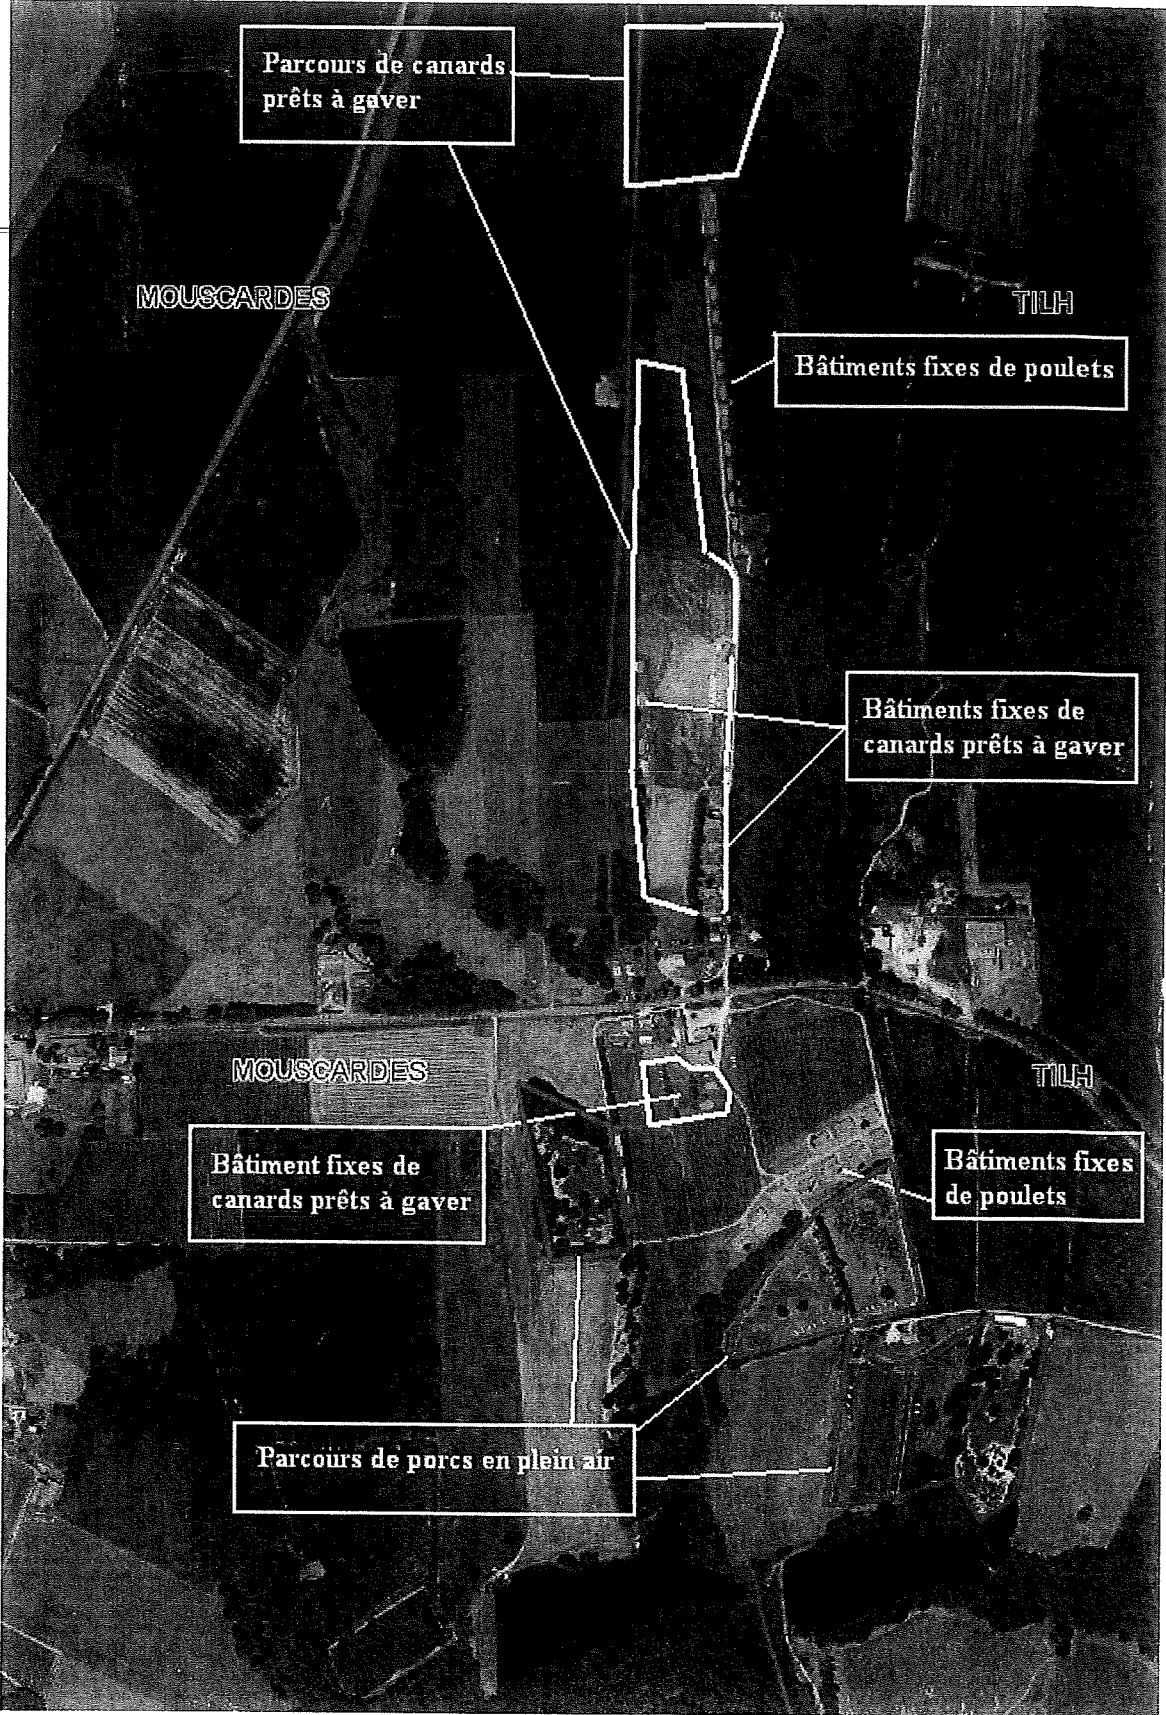 Parcours de canards
prêts à gaver
MOUSCARDES
TILH
Bâtiments fixes de poulets
Bâtiments fixes de
canards prêts à gaver
MOUSCARDES
TILH
Bâtiment fixes de
canards prêts à gaver
Bâtiments fixes
de poulets
Parcours de porcs en plein air